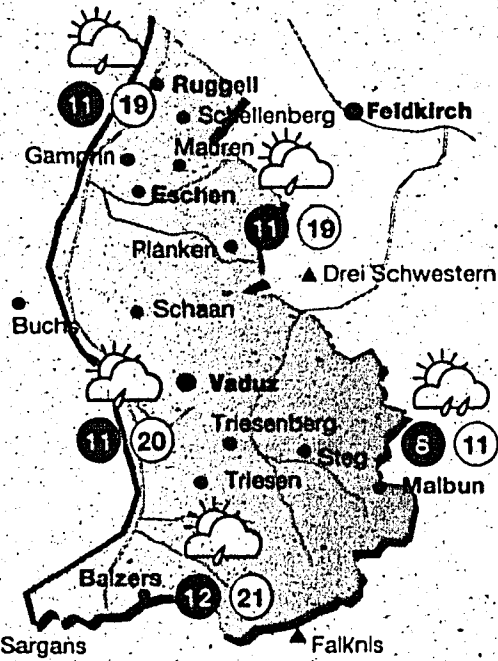 Ruggell
11 19
Schellenberg
Feldkirch
Gamprin
Mauren
Eschen
11 19
Planken
Drei Schwestern
Buchs
Schaan
Vaduz
11 20
Triesenberg
6 11
Steg
Malbun
Triesen
Balzers
12 21
Sargans
Falknis